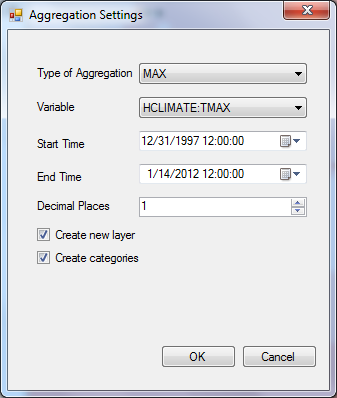 Aggregation Settings
Type of Aggregation MAX
Variable HCLIMATE:TMAX
Start Time 12/31/1997 12:00:00
End Time 1/14/2012 12:00:00
Decimal Places 1
Create new layer
Create categories
OK Cancel